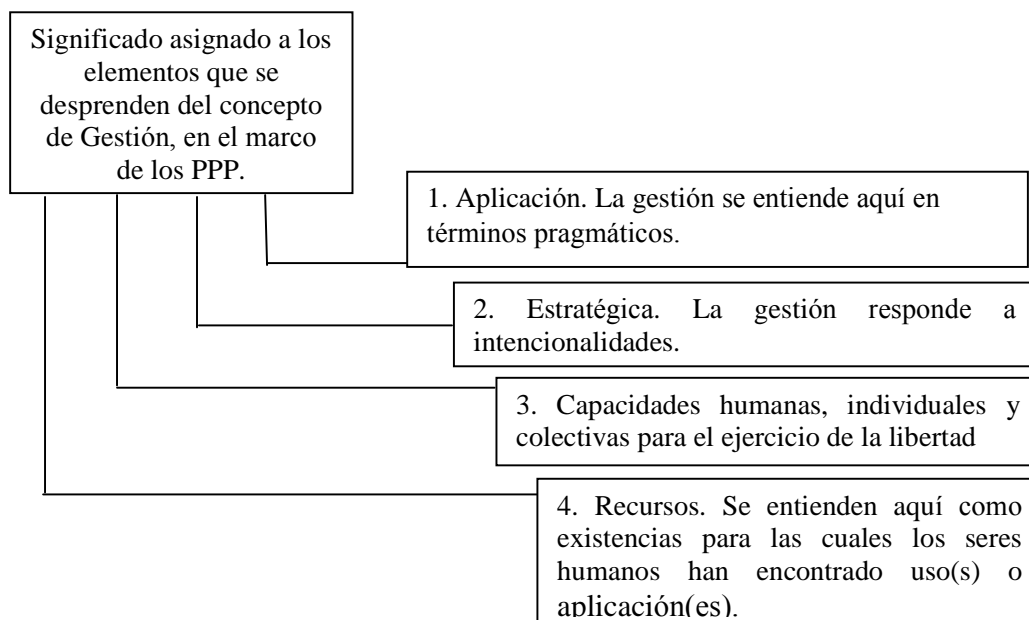 Significado asignado a los
elementos que se
desprenden del concepto
de Gestión, en el marco
de los PPP.
1. Aplicación. La gestión se entiende aquí en
términos pragmáticos.
2. Estratégica. La gestión responde a
intencionalidades.
3. Capacidades humanas, individuales y
colectivas para el ejercicio de la libertad
4. Recursos. Se entienden aquí como
existencias para las cuales los seres
humanos han encontrado uso(s) o
aplicación(es).